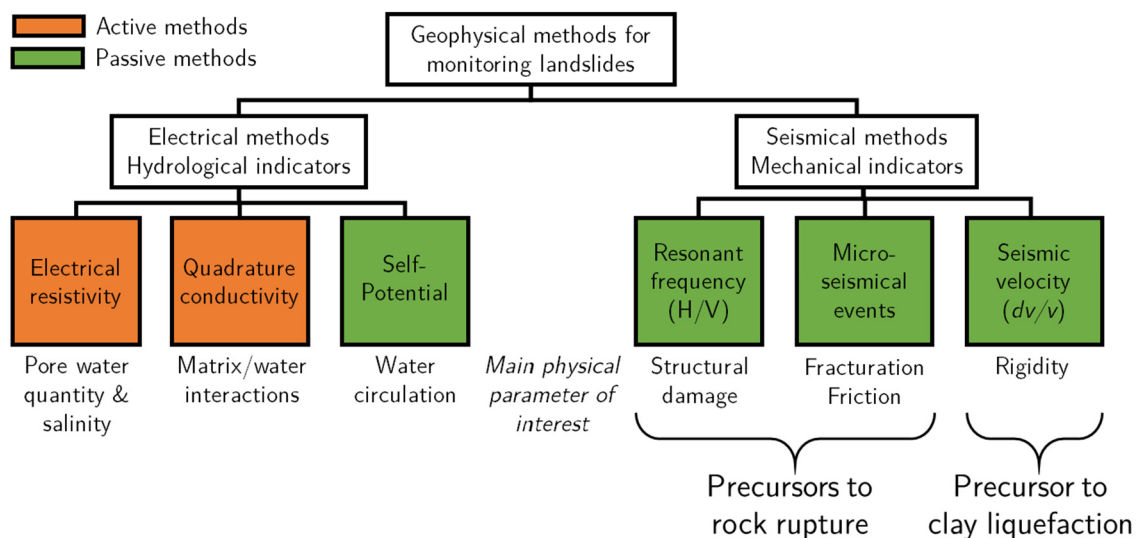 Active methods
Passive methods
Geophysical methods for
monitoring landslides
Electrical methods
Hydrological indicators
Seismical methods
Mechanical indicators
Electrical
resistivity
Quadrature
conductivity
Self-
Potential
Resonant
frequency
(H/V)
Micro-
seismical
events
Seismic
velocity
(dv/v)
Pore water
quantity &
salinity
Matrix/water
interactions
Water
circulation
Main physical
parameter of
interest
Structural
damage
Fracturation
Friction
Rigidity
Precursors to
rock rupture
Precursor to
clay liquefaction